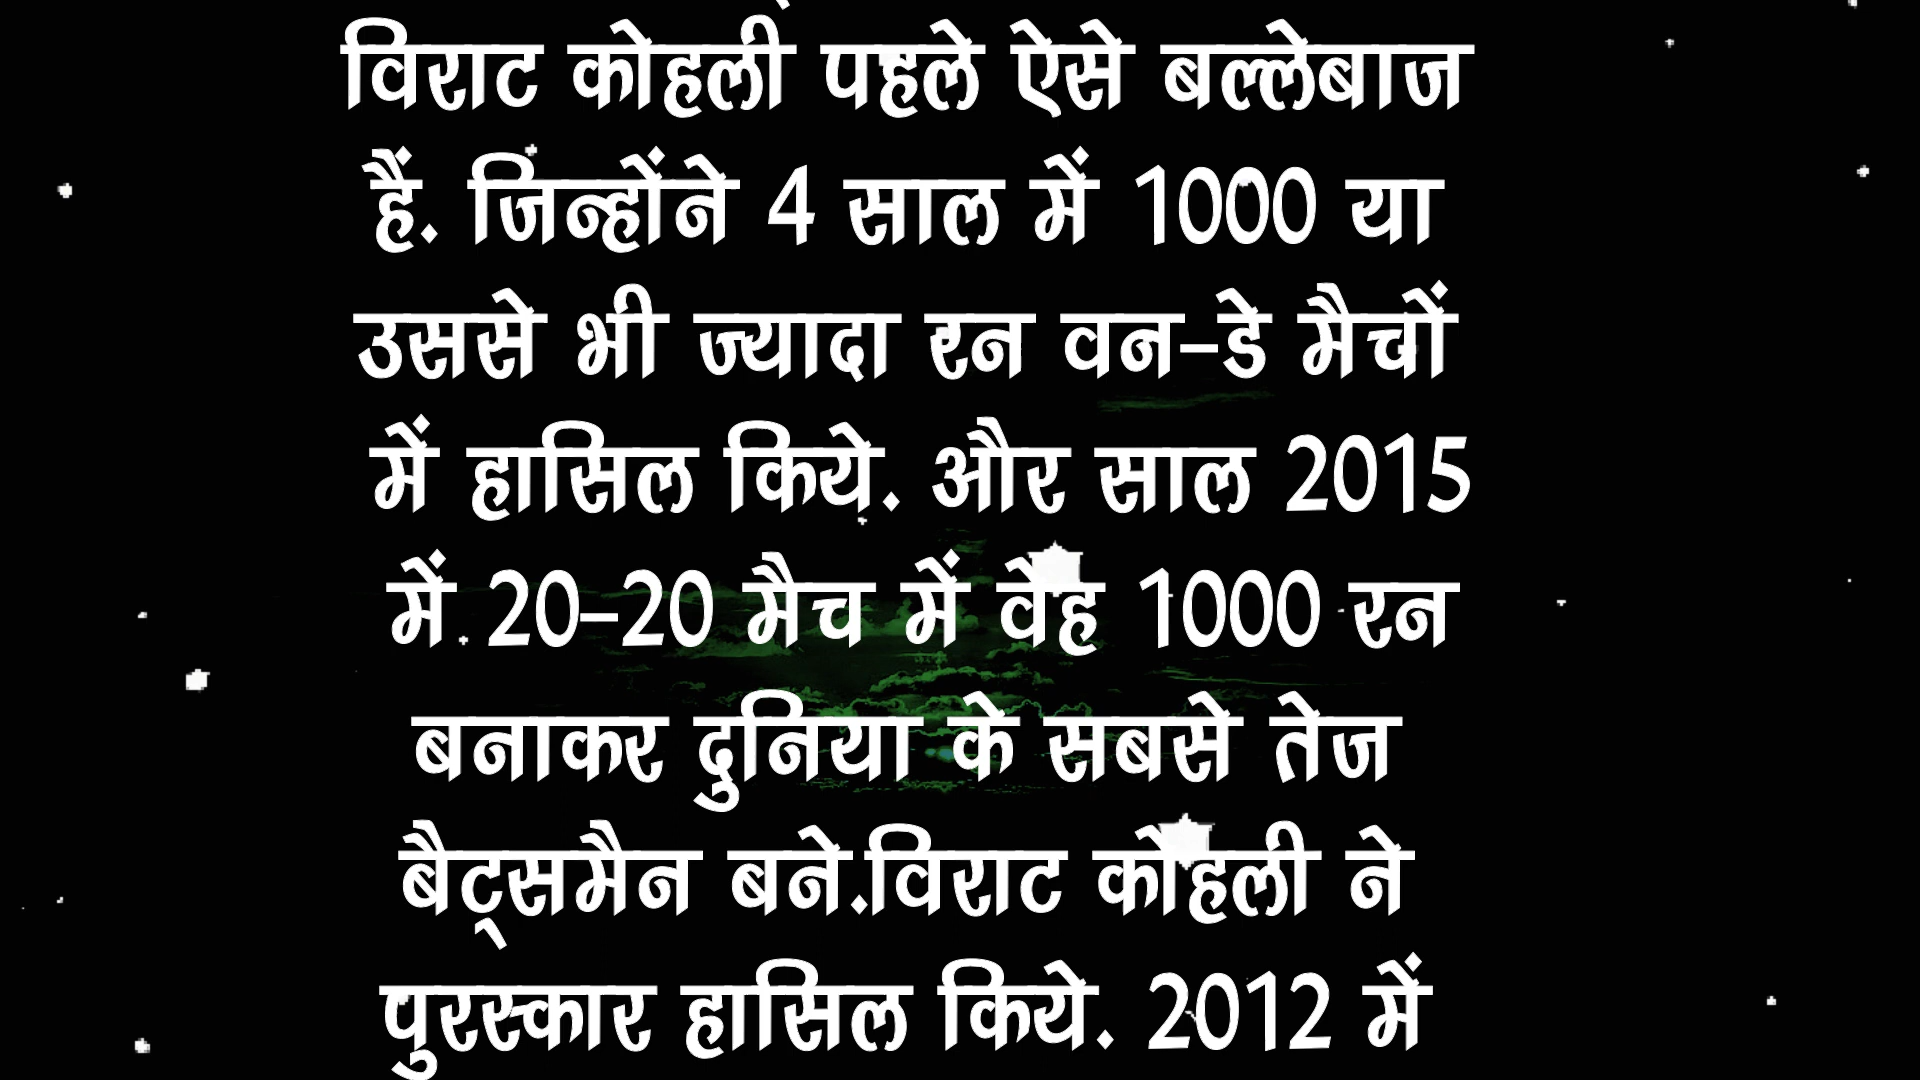 विराट कोहली पहले ऐसे बल्लेबाज
हैं. जिन्होंने 4 साल में 1000 या
उससे भी ज्यादा रन वन-डे मैचों
में हासिल किये. और साल 2015
में 20-20 मैच में वेह 1000 रन
बनाकर दुनिया के सबसे तेज
बैट्समैन बने.विराट कोहली ने
पुरस्कार हासिल किये. 2012 में